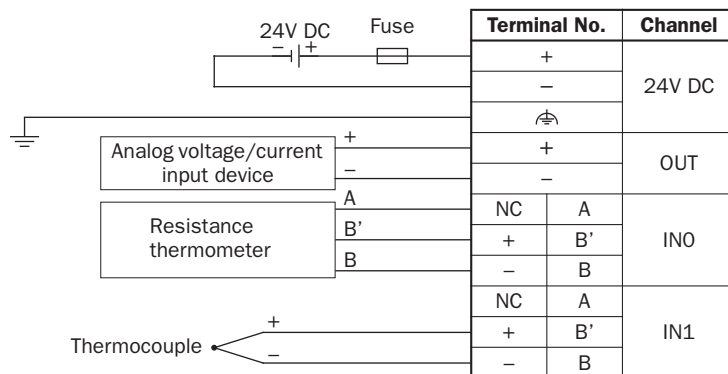 24V DC
− +
Fuse
Terminal No. Channel
+
−
24V DC
Analog voltage/current
input device
+
−
+
−
OUT
Resistance
thermometer
A
B’
B
NC A
+ B’
− B
IN0
Thermocouple
+
−
NC A
+ B’
− B
IN1